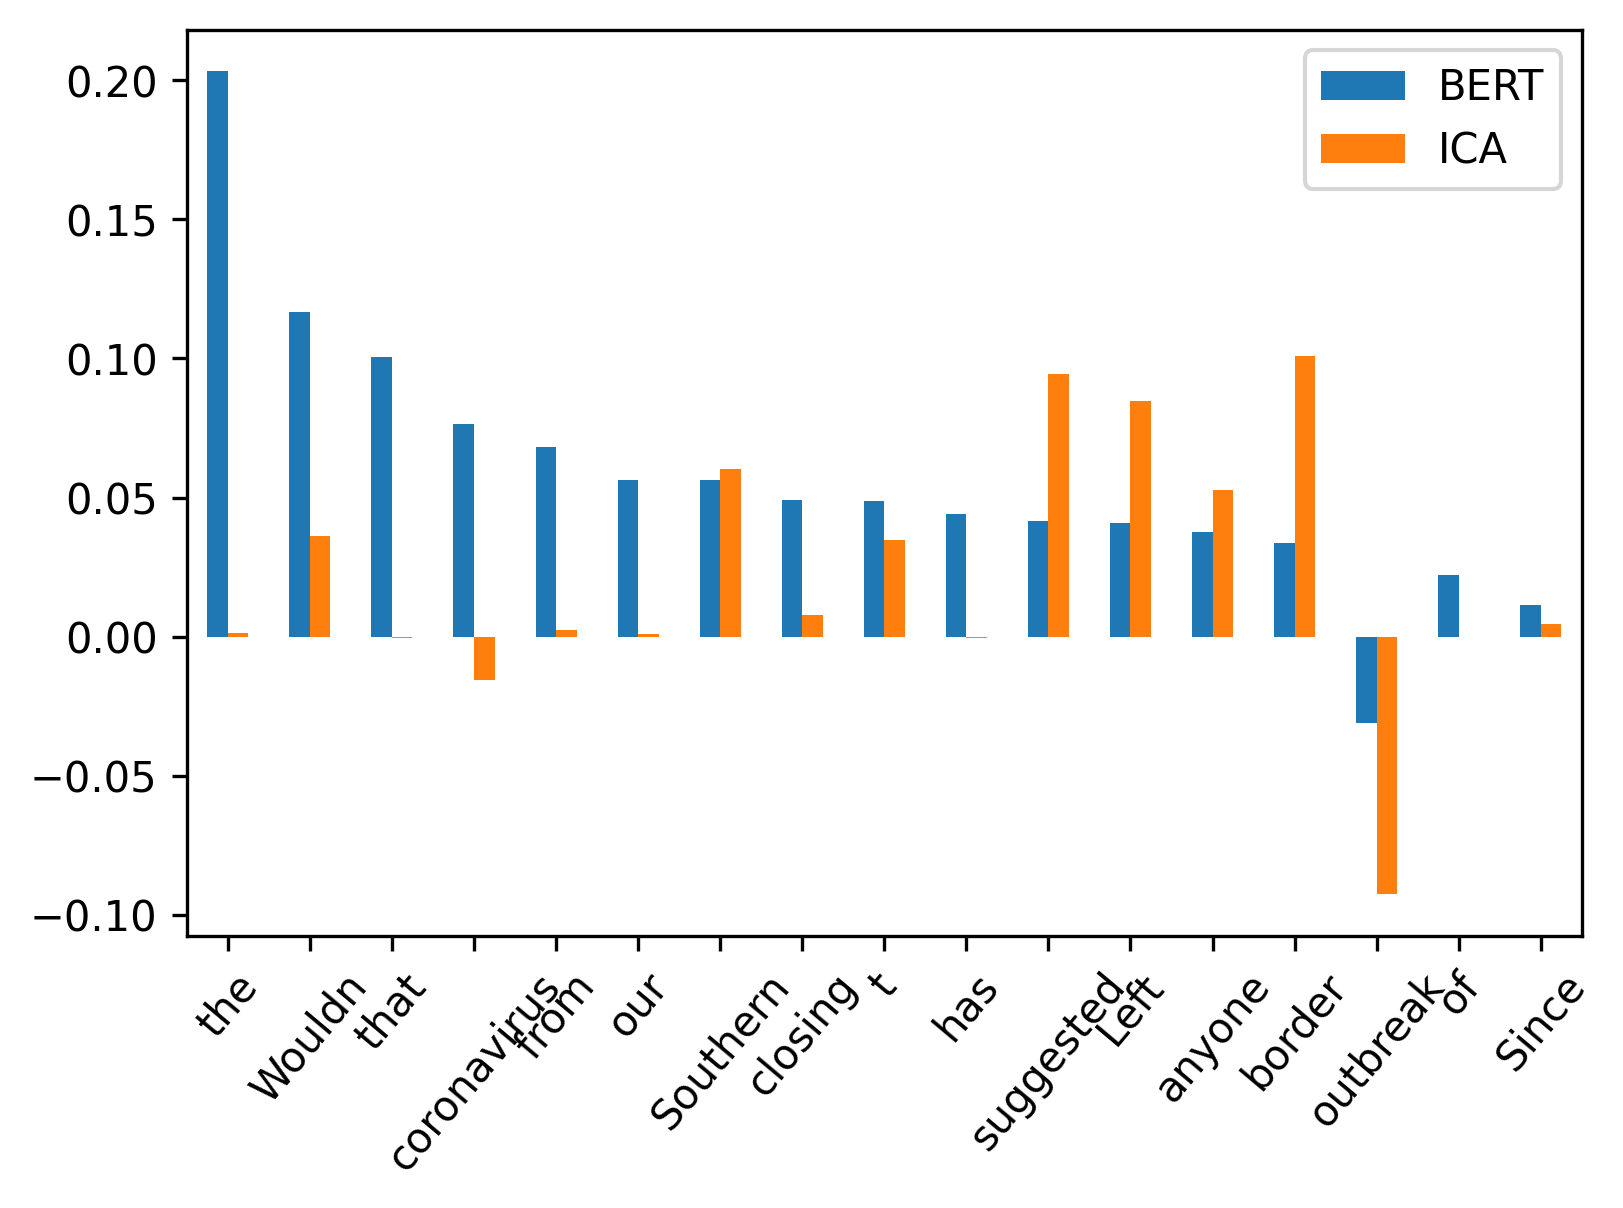 0.20
0.15
0.10
0.05
0.00
−0.05
−0.10
BERT
ICA
the
Wouldn
that
coronavirus
from
our
Southern
closing
t
has
suggested
Left
anyone
border
outbreak
of
Since